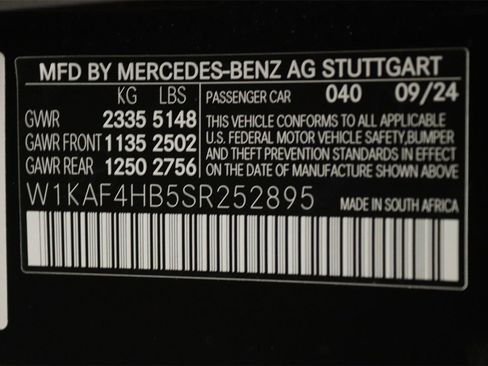 MFD BY MERCEDES-BENZ AG STUTTGART
KG LBS
GVWR 2335 5148
GAWR FRONT 1135 2502
GAWR REAR 1250 2756
PASSENGER CAR 040 09/24
THIS VEHICLE CONFORMS TO ALL APPLICABLE
U.S. FEDERAL MOTOR VEHICLE SAFETY, BUMPER
AND THEFT PREVENTION STANDARDS IN EFFECT
ON THE DATE OF MANUFACTURE SHOWN ABOVE
W1KAF4HB5SR252895
MADE IN SOUTH AFRICA